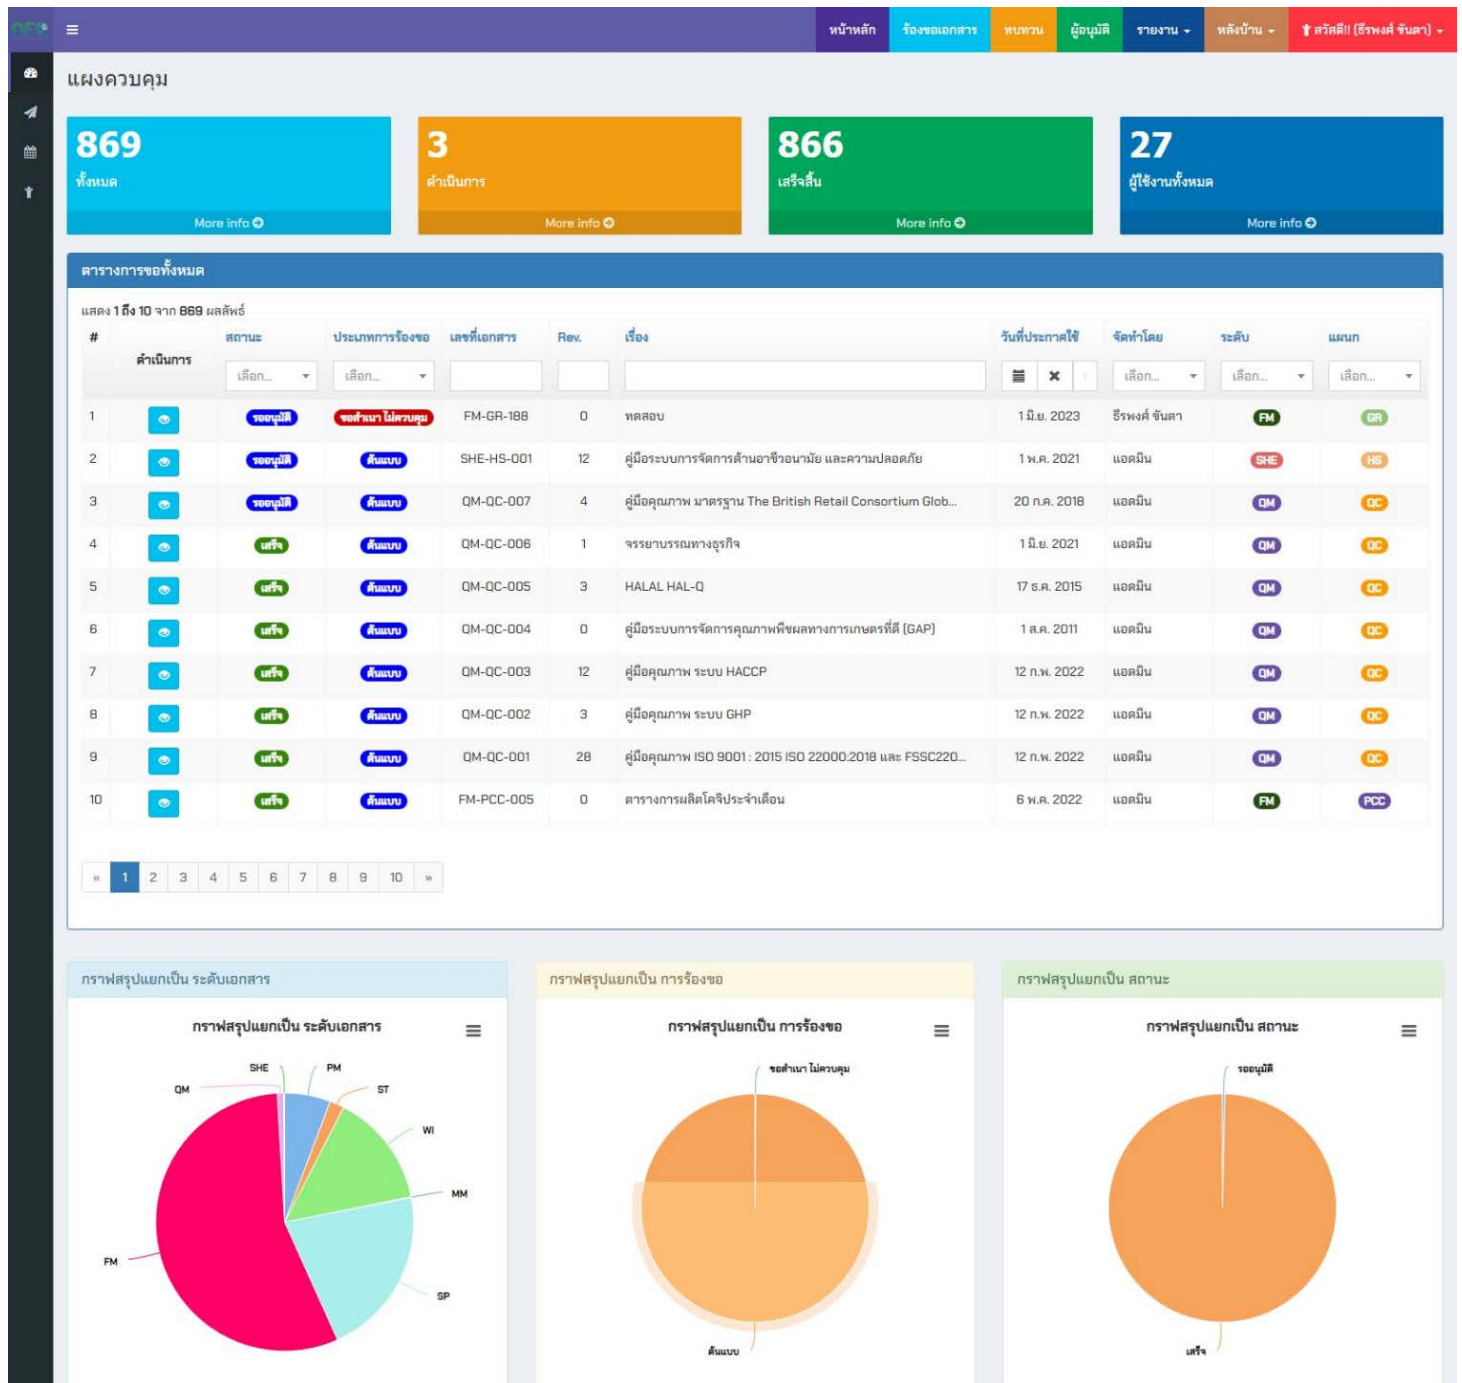 หน้าหลัก ร้องขอเอกสาร ทบทวน ผู้อนุมัติ รายงาน หลังบ้าน สวัสดี!! (ธีรพงศ์ ขันตา)
แผงควบคุม
869 3 866 27
ทั้งหมด ดำเนินการ เสร็จสิ้น ผู้ใช้งานทั้งหมด
More info More info More info More info
ตารางการขอทั้งหมด
แสดง 1 ถึง 10 จาก 869 ผลลัพธ์
# ดำเนินการ สถานะ ประเภทการร้องขอ เลขที่เอกสาร Rev. เรื่อง วันที่ประกาศใช้ จัดทำโดย ระดับ แผนก
เลือก... เลือก... เลือก... เลือก... เลือก...
1 รออนุมัติ ขอสำเนา ไม่ควบคุม FM-GR-188 0 ทดสอบ 1 มิ.ย. 2023 ธีรพงศ์ ขันตา FM GR
2 รออนุมัติ ต้นแบบ SHE-HS-001 12 คู่มือระบบการจัดการด้านอาชีวอนามัย และความปลอดภัย 1 พ.ค. 2021 แอดมิน SHE HS
3 รออนุมัติ ต้นแบบ QM-QC-007 4 คู่มือคุณภาพ มาตรฐาน The British Retail Consortium Glob... 20 ก.ค. 2018 แอดมิน QM QC
4 เสร็จ ต้นแบบ QM-QC-006 1 จรรยาบรรณทางธุรกิจ 1 มิ.ย. 2021 แอดมิน QM QC
5 เสร็จ ต้นแบบ QM-QC-005 3 HALAL HAL-Q 17 ธ.ค. 2015 แอดมิน QM QC
6 เสร็จ ต้นแบบ QM-QC-004 0 คู่มือระบบการจัดการคุณภาพพืชผลทางการเกษตรที่ดี (GAP) 1 ส.ค. 2011 แอดมิน QM QC
7 เสร็จ ต้นแบบ QM-QC-003 12 คู่มือคุณภาพ ระบบ HACCP 12 ก.พ. 2022 แอดมิน QM QC
8 เสร็จ ต้นแบบ QM-QC-002 3 คู่มือคุณภาพ ระบบ GHP 12 ก.พ. 2022 แอดมิน QM QC
9 เสร็จ ต้นแบบ QM-QC-001 28 คู่มือคุณภาพ ISO 9001 : 2015 ISO 22000:2018 และ FSSC220... 12 ก.พ. 2022 แอดมิน QM QC
10 เสร็จ ต้นแบบ FM-PCC-005 0 ตารางการผลิตโคจิประจำเดือน 6 พ.ค. 2022 แอดมิน FM PCC
« 1 2 3 4 5 6 7 8 9 10 »
กราฟสรุปแยกเป็น ระดับเอกสาร กราฟสรุปแยกเป็น การร้องขอ กราฟสรุปแยกเป็น สถานะ
กราฟสรุปแยกเป็น ระดับเอกสาร กราฟสรุปแยกเป็น การร้องขอ กราฟสรุปแยกเป็น สถานะ
SHE PM ขอสำเนา ไม่ควบคุม รออนุมัติ
QM ST
WI
MM
FM
SP
ต้นแบบ เสร็จ